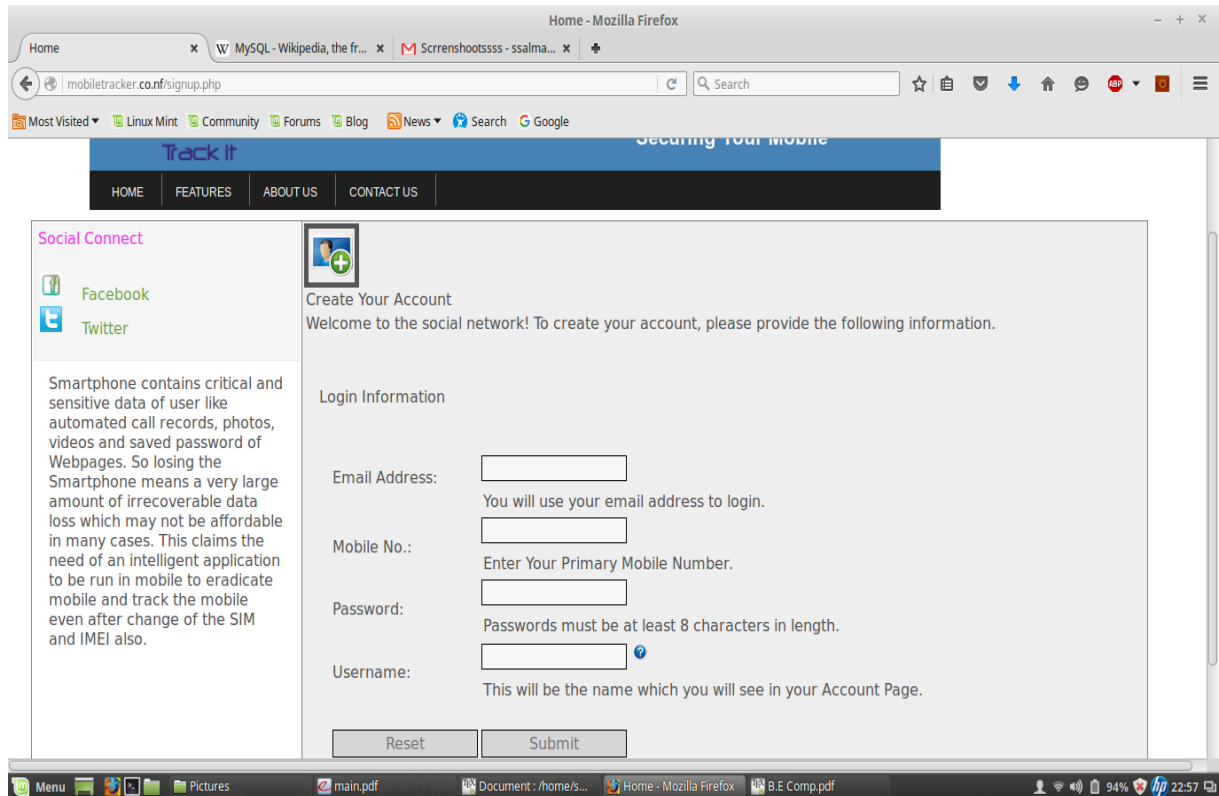 Home - Mozilla Firefox
Home
MySQL - Wikipedia, the fr...
Scrrenshootssss - ssalma...
mobiletracker.co.nf/signup.php
Search
ABP
Most Visited
Linux Mint
Community
Forums
Blog
News
Search
Google
Track It
Securing Your Mobile
HOME
FEATURES
ABOUT US
CONTACT US
Social Connect
Facebook
Twitter
Smartphone contains critical and
sensitive data of user like
automated call records, photos,
videos and saved password of
Webpages. So losing the
Smartphone means a very large
amount of irrecoverable data
loss which may not be affordable
in many cases. This claims the
need of an intelligent application
to be run in mobile to eradicate
mobile and track the mobile
even after change of the SIM
and IMEI also.
Create Your Account
Welcome to the social network! To create your account, please provide the following information.
Login Information
Email Address:
You will use your email address to login.
Mobile No.:
Enter Your Primary Mobile Number.
Password:
Passwords must be at least 8 characters in length.
Username:
This will be the name which you will see in your Account Page.
Reset
Submit
Menu
Pictures
main.pdf
Document : /home/s...
Home - Mozilla Firefox
B.E Comp.pdf
94%
hp
22:57